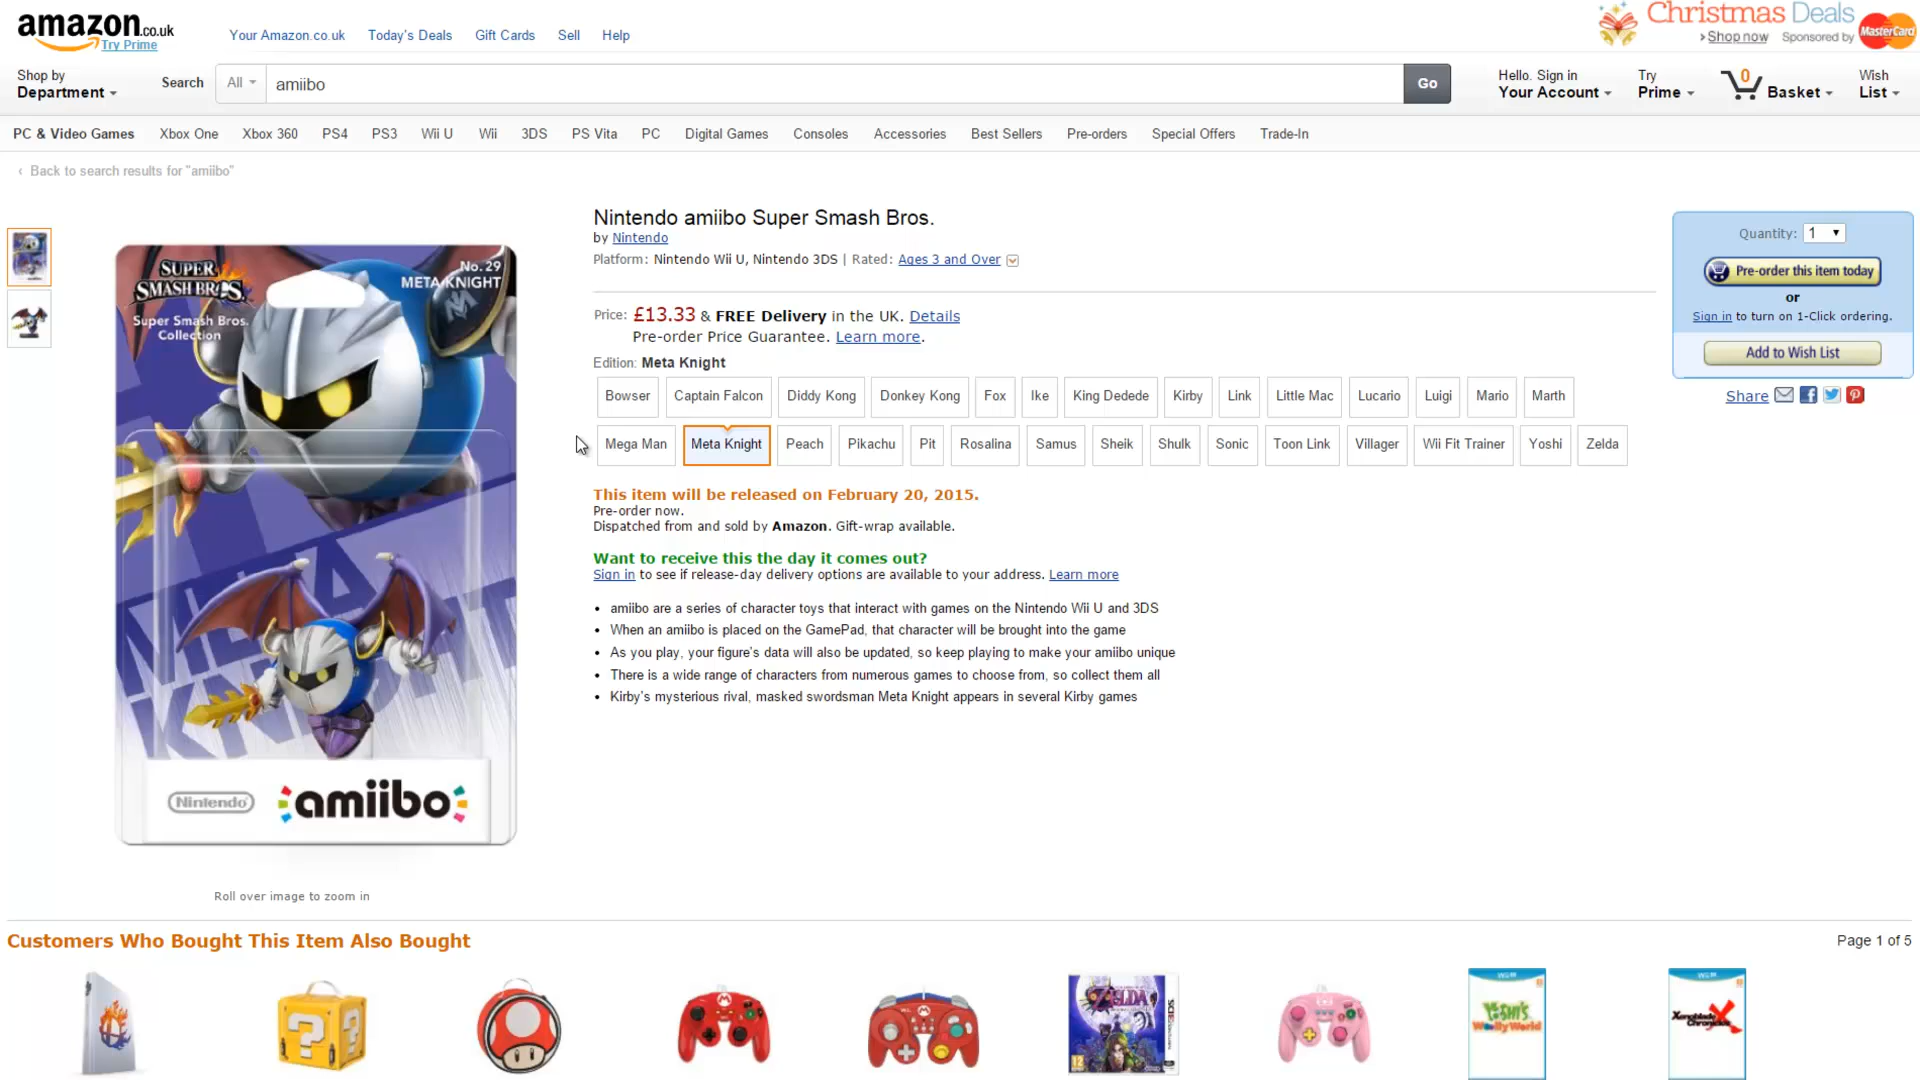 amazon.co.uk
Try Prime
Your Amazon.co.uk Today's Deals Gift Cards Sell Help
Christmas Deals
› Shop now Sponsored by MasterCard
Shop by
Department
Search All amiibo Go
Hello. Sign in
Your Account
Try
Prime
0
Basket
Wish
List
PC & Video Games Xbox One Xbox 360 PS4 PS3 Wii U Wii 3DS PS Vita PC Digital Games Consoles Accessories Best Sellers Pre-orders Special Offers Trade-In
‹ Back to search results for "amiibo"
SUPER
SMASH BROS.
Super Smash Bros.
Collection
No. 29
META KNIGHT
Nintendo
amiibo
Roll over image to zoom in
Nintendo amiibo Super Smash Bros.
by Nintendo
Platform: Nintendo Wii U, Nintendo 3DS | Rated: Ages 3 and Over
Price: £13.33 & FREE Delivery in the UK. Details
Pre-order Price Guarantee. Learn more.
Edition: Meta Knight
Bowser Captain Falcon Diddy Kong Donkey Kong Fox Ike King Dedede Kirby Link Little Mac Lucario Luigi Mario Marth
Mega Man Meta Knight Peach Pikachu Pit Rosalina Samus Sheik Shulk Sonic Toon Link Villager Wii Fit Trainer Yoshi Zelda
This item will be released on February 20, 2015.
Pre-order now.
Dispatched from and sold by Amazon. Gift-wrap available.
Want to receive this the day it comes out?
Sign in to see if release-day delivery options are available to your address. Learn more
• amiibo are a series of character toys that interact with games on the Nintendo Wii U and 3DS
• When an amiibo is placed on the GamePad, that character will be brought into the game
• As you play, your figure's data will also be updated, so keep playing to make your amiibo unique
• There is a wide range of characters from numerous games to choose from, so collect them all
• Kirby's mysterious rival, masked swordsman Meta Knight appears in several Kirby games
Quantity: 1
Pre-order this item today
or
Sign in to turn on 1-Click ordering.
Add to Wish List
Share
Customers Who Bought This Item Also Bought
Page 1 of 5
ZELDA
Yoshi's
Woolly World
Xenoblade
Chronicles